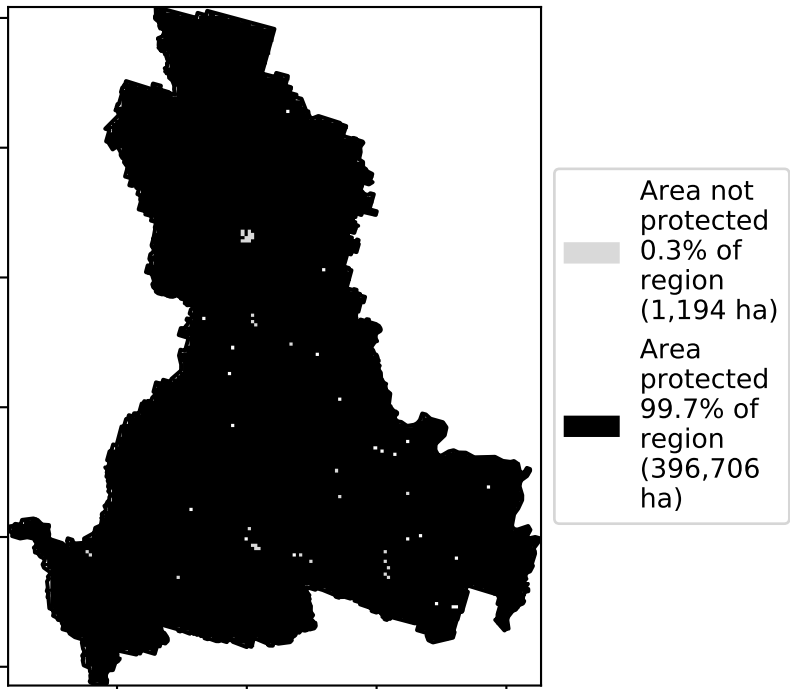 Area not
protected
0.3% of
region
(1,194 ha)
Area
protected
99.7% of
region
(396,706
ha)